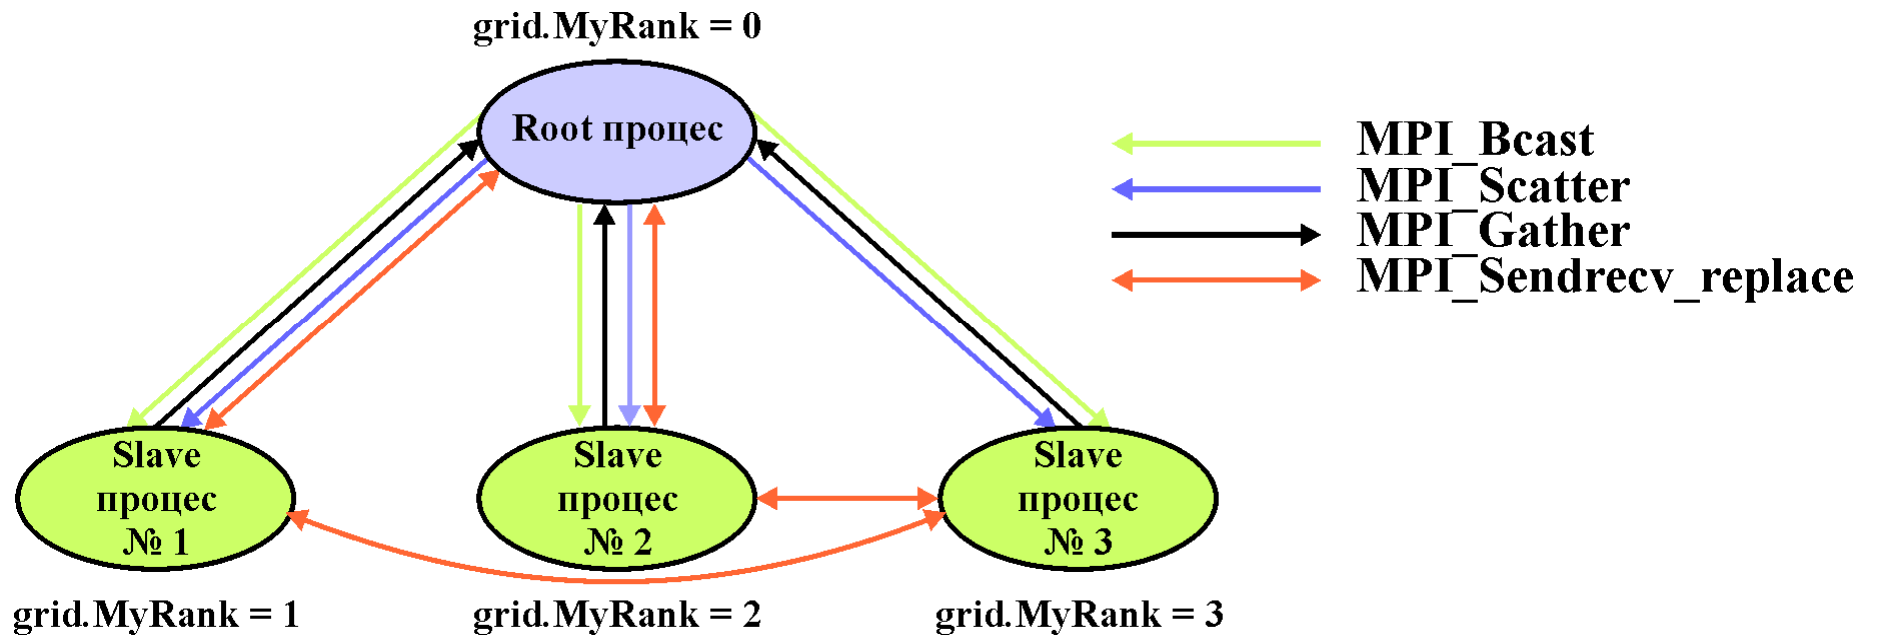 grid.MyRank = 0
Root процес
MPI_Bcast
MPI_Scatter
MPI_Gather
MPI_Sendrecv_replace
Slave
процес
№ 1
Slave
процес
№ 2
Slave
процес
№ 3
grid.MyRank = 1
grid.MyRank = 2
grid.MyRank = 3